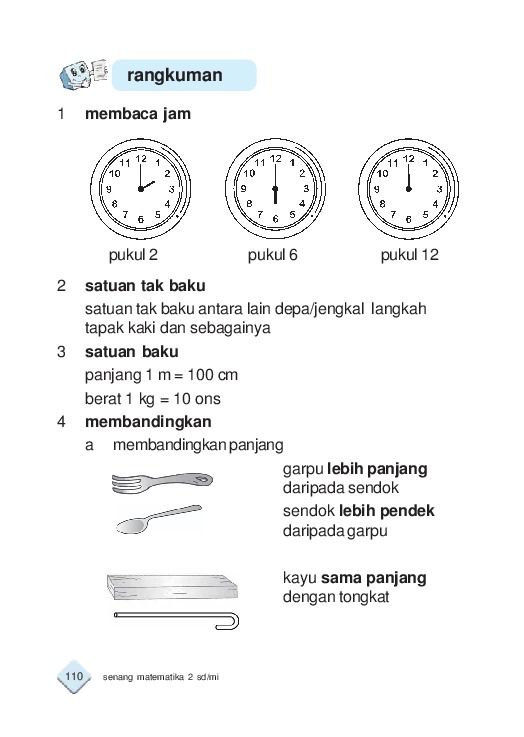 rangkuman
1 membaca jam
11 12 1
10 2
9 3
8 4
7 6 5
11 12 1
10 2
9 3
8 4
7 6 5
11 12 1
10 2
9 3
8 4
7 6 5
pukul 2 pukul 6 pukul 12
2 satuan tak baku
satuan tak baku antara lain depa/jengkal langkah
tapak kaki dan sebagainya
3 satuan baku
panjang 1 m = 100 cm
berat 1 kg = 10 ons
4 membandingkan
a membandingkan panjang
garpu lebih panjang
daripada sendok
sendok lebih pendek
daripada garpu
kayu sama panjang
dengan tongkat
110 senang matematika 2 sd/mi